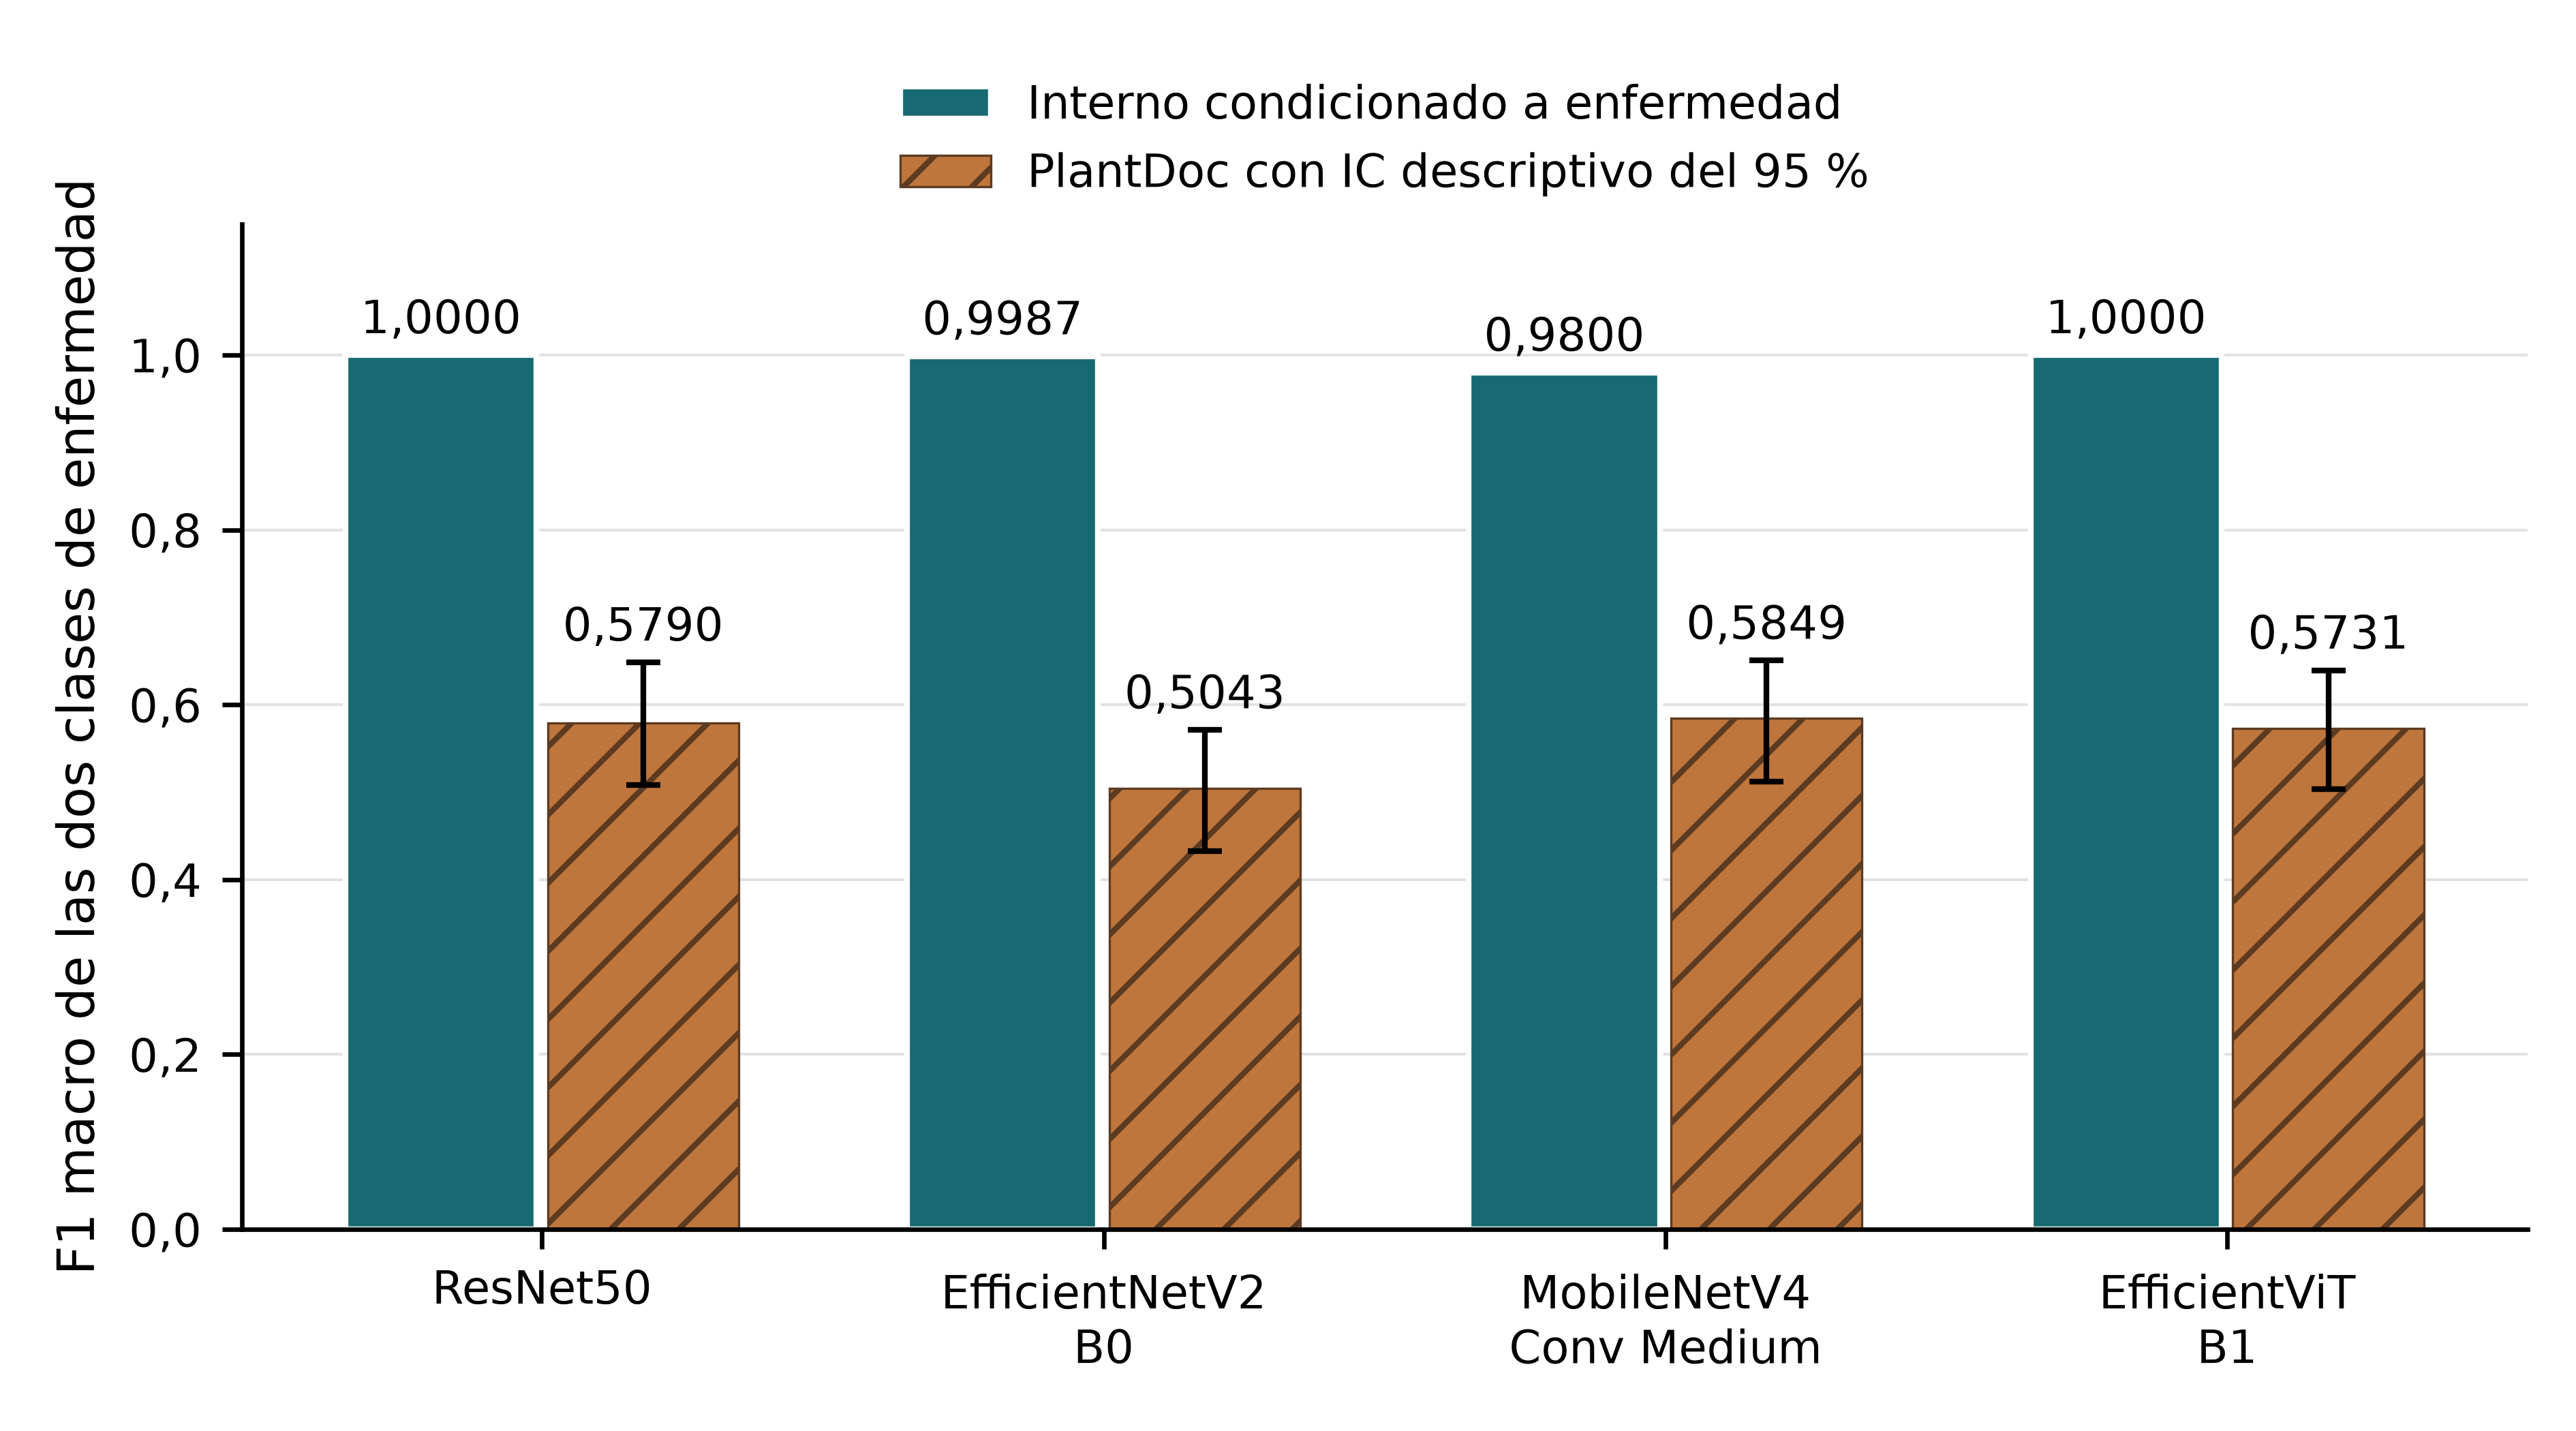 Interno condicionado a enfermedad
PlantDoc con IC descriptivo del 95 %
F1 macro de las dos clases de enfermedad
1,0
0,8
0,6
0,4
0,2
0,0
1,0000
0,5790
0,9987
0,5043
0,9800
0,5849
1,0000
0,5731
ResNet50
EfficientNetV2
B0
MobileNetV4
Conv Medium
EfficientViT
B1